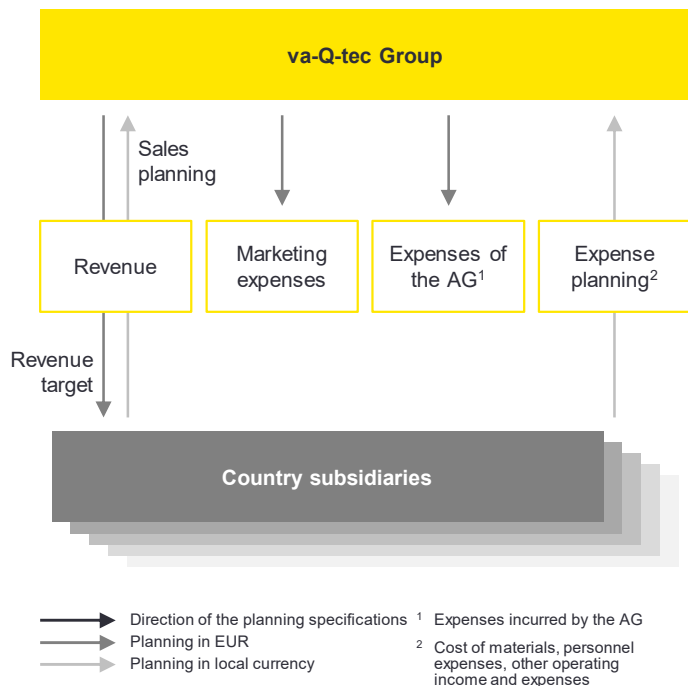 va-Q-tec Group
Sales
planning
Revenue
Marketing
expenses
Expenses of
the AG1
Expense
planning2
Revenue
target
Country subsidiaries
Direction of the planning specifications
Planning in EUR
Planning in local currency
1 Expenses incurred by the AG
2 Cost of materials, personnel
expenses, other operating
income and expenses